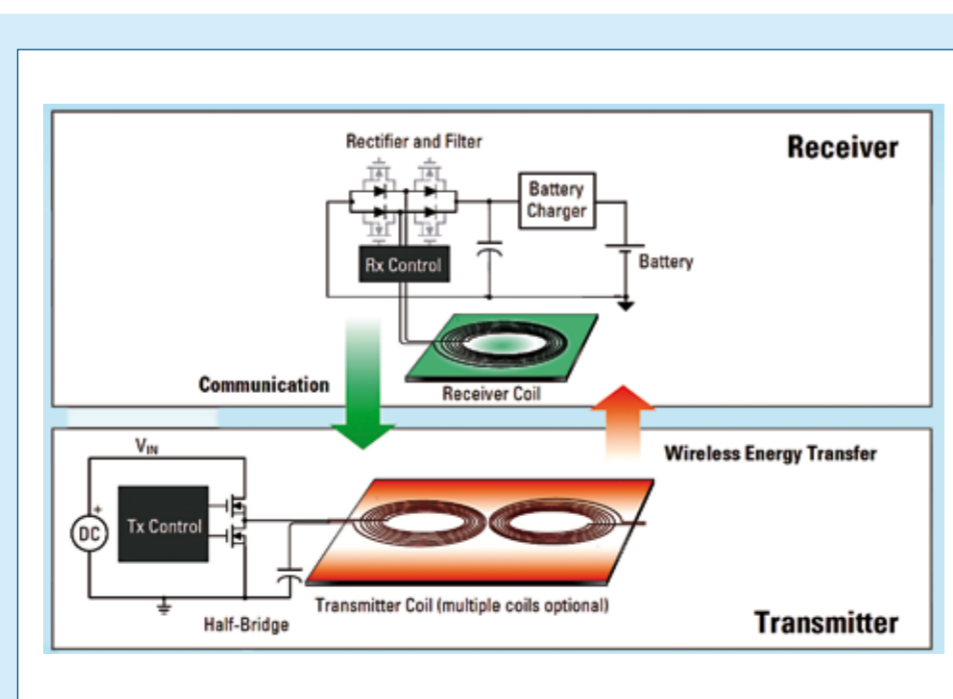 Receiver
Rectifier and Filter
Battery
Charger
Rx Control
Battery
Receiver Coil
Communication
Wireless Energy Transfer
VIN
+
DC
Tx Control
Half-Bridge
Transmitter Coil (multiple coils optional)
Transmitter